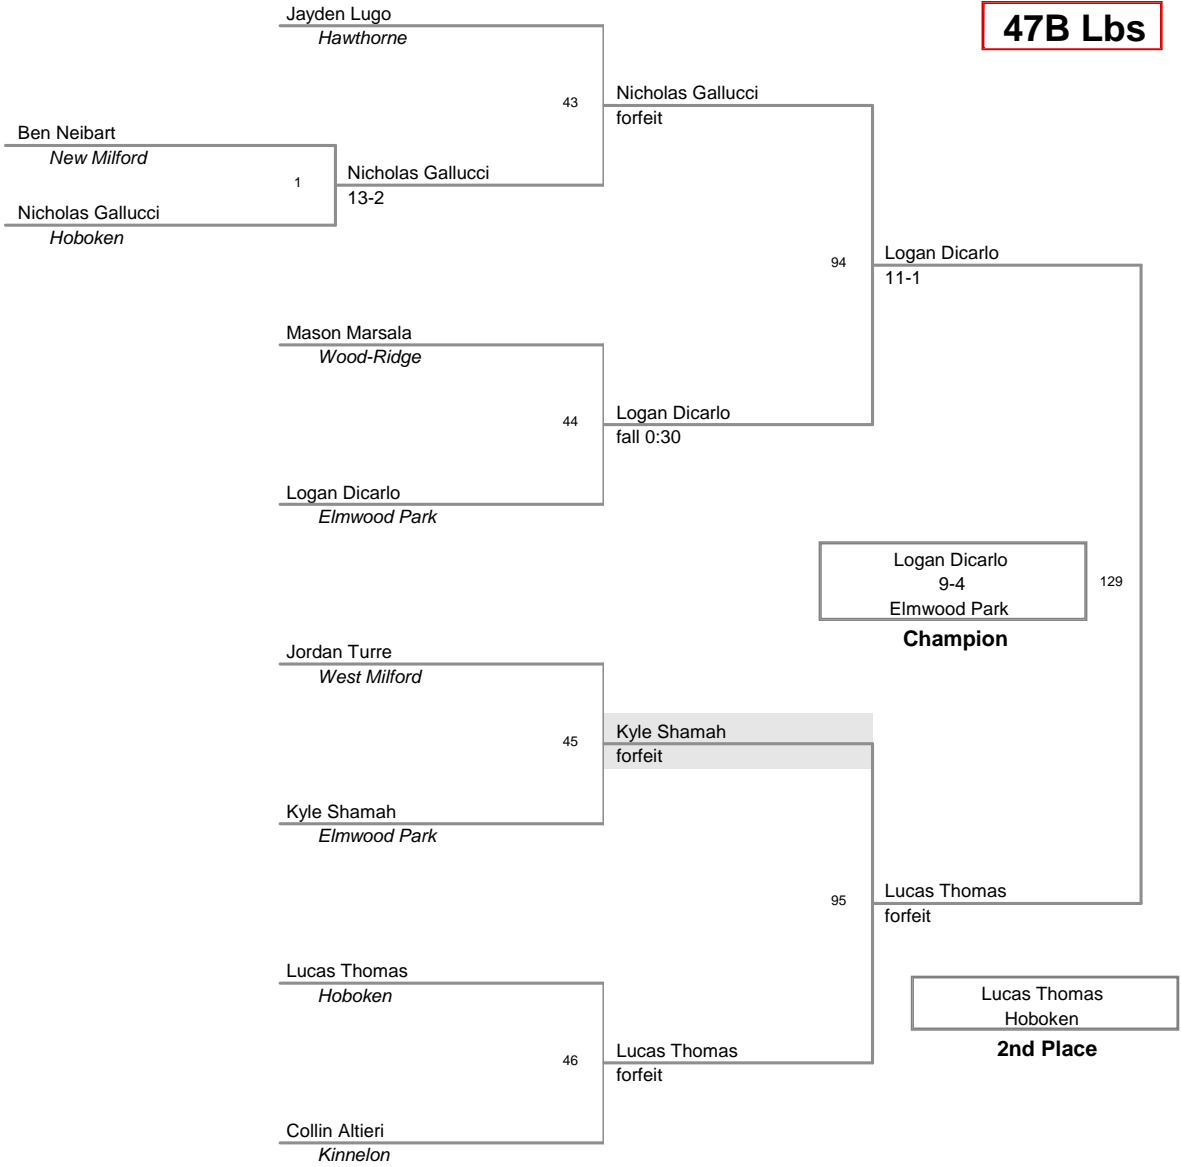 Jayden Lugo
Hawthorne
47B Lbs
43
Nicholas Gallucci
forfeit
Ben Neibart
New Milford
1
Nicholas Gallucci
13-2
Nicholas Gallucci
Hoboken
94
Logan Dicarlo
11-1
Mason Marsala
Wood-Ridge
44
Logan Dicarlo
fall 0:30
Logan Dicarlo
Elmwood Park
Logan Dicarlo
9-4
Elmwood Park
129
Champion
Jordan Turre
West Milford
45
Kyle Shamah
forfeit
Kyle Shamah
Elmwood Park
95
Lucas Thomas
forfeit
Lucas Thomas
Hoboken
Lucas Thomas
Hoboken
2nd Place
46
Lucas Thomas
forfeit
Collin Altieri
Kinnelon